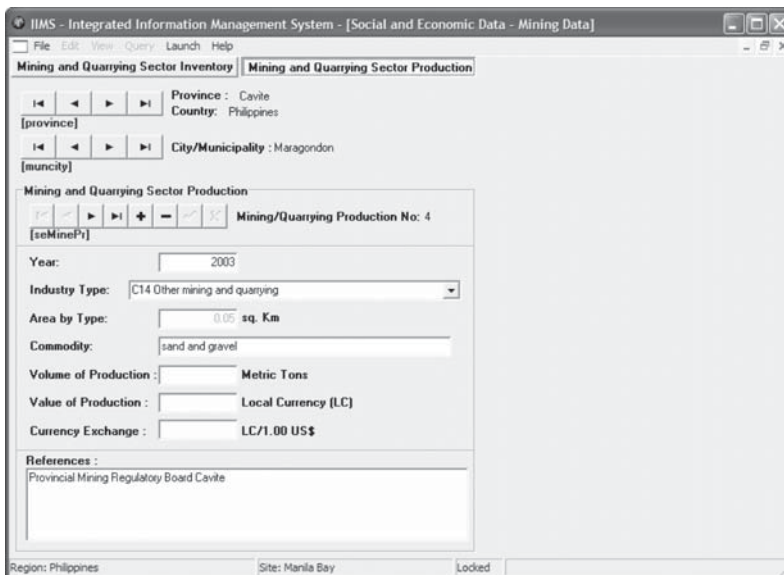 IIMS - Integrated Information Management System - [Social and Economic Data - Mining Data]
File Edit View Query Launch Help
Mining and Quarrying Sector Inventory Mining and Quarrying Sector Production
Province : Cavite
Country: Philippines
[province]
City/Municipality : Maragondon
[muncity]
Mining and Quarrying Sector Production
Mining/Quarrying Production No: 4
[seMinePr]
Year: 2003
Industry Type: C14 Other mining and quarrying
Area by Type: 0.05 sq. Km
Commodity: sand and gravel
Volume of Production : Metric Tons
Value of Production : Local Currency (LC)
Currency Exchange : LC/1.00 US$
References :
Provincial Mining Regulatory Board Cavite
Region: Philippines Site: Manila Bay Locked